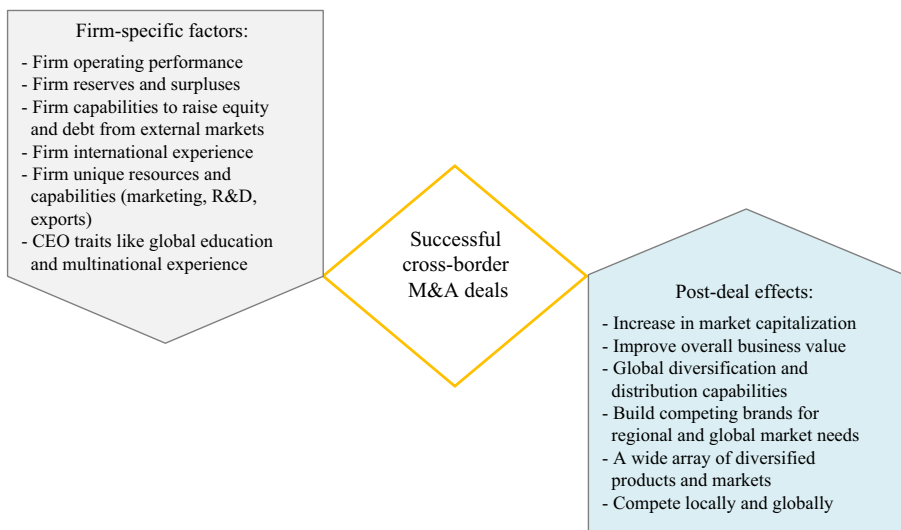 Firm-specific factors:
- Firm operating performance
- Firm reserves and surpluses
- Firm capabilities to raise equity
and debt from external markets
- Firm international experience
- Firm unique resources and
capabilities (marketing, R&D,
exports)
- CEO traits like global education
and multinational experience
Successful
cross-border
M&A deals
Post-deal effects:
- Increase in market capitalization
- Improve overall business value
- Global diversification and
distribution capabilities
- Build competing brands for
regional and global market needs
- A wide array of diversified
products and markets
- Compete locally and globally